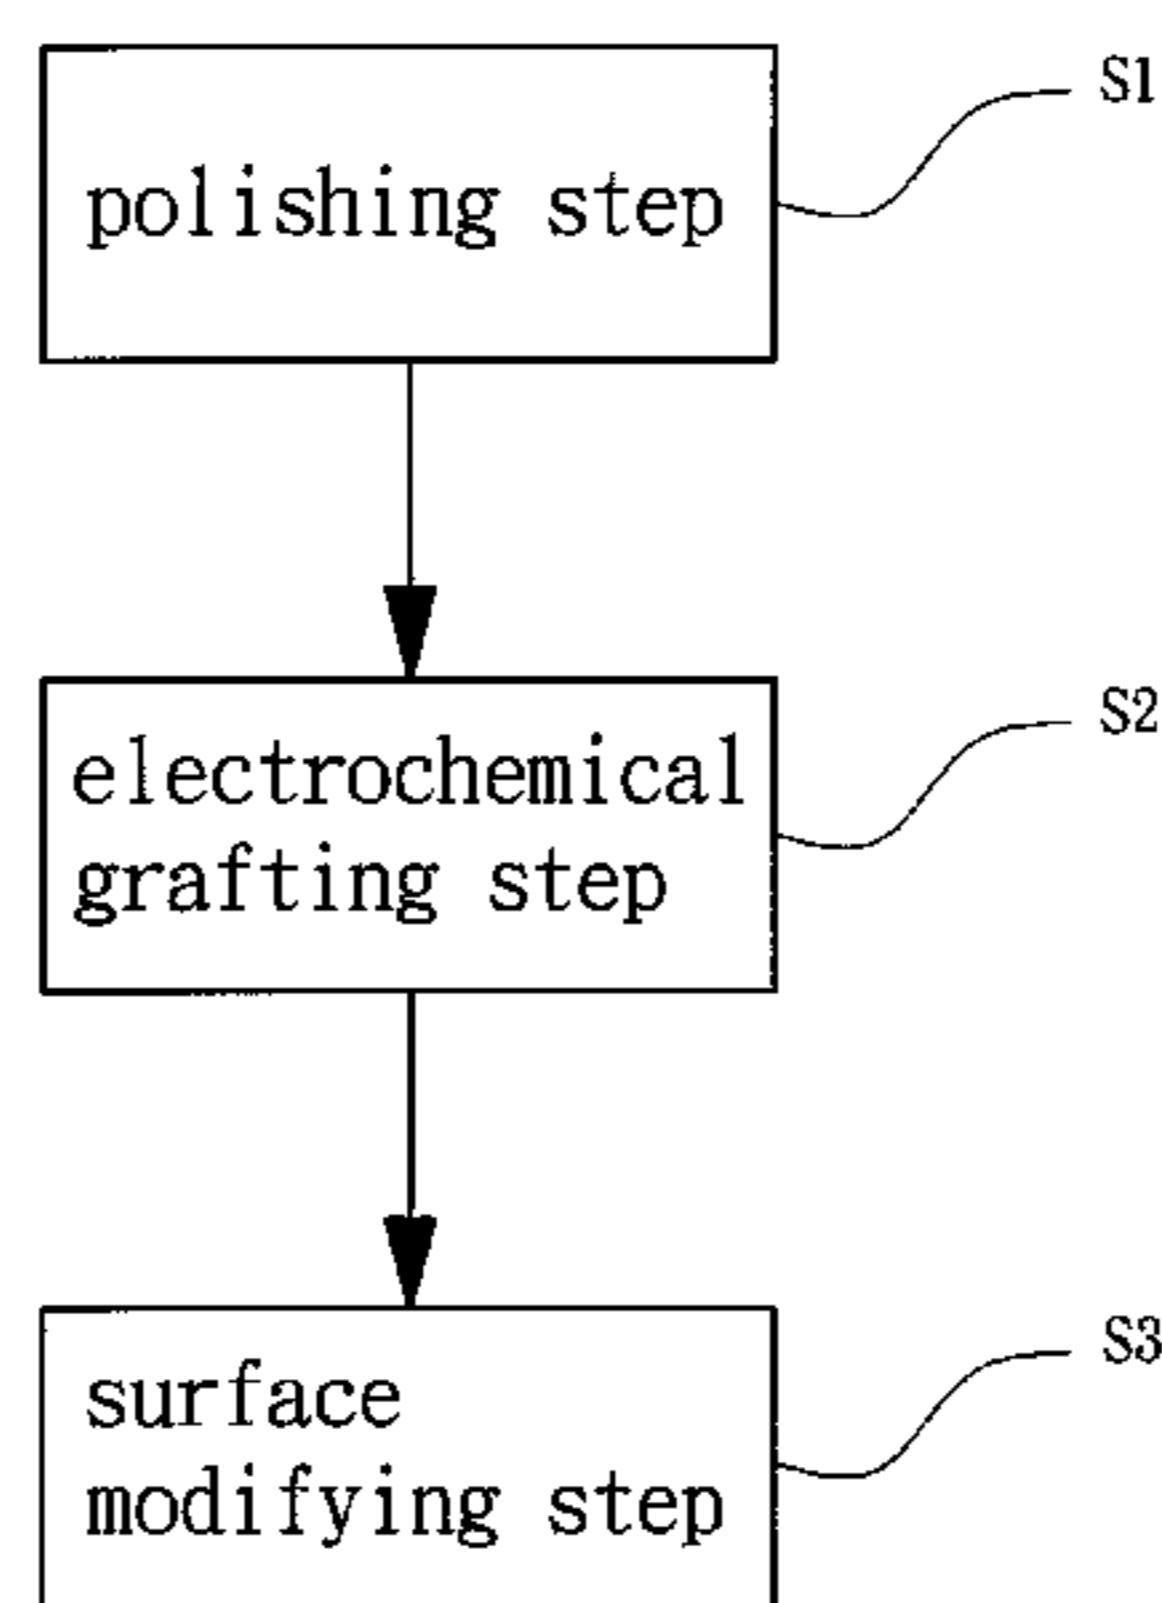 S1
polishing step
S2
electrochemical
grafting step
S3
surface
modifying step